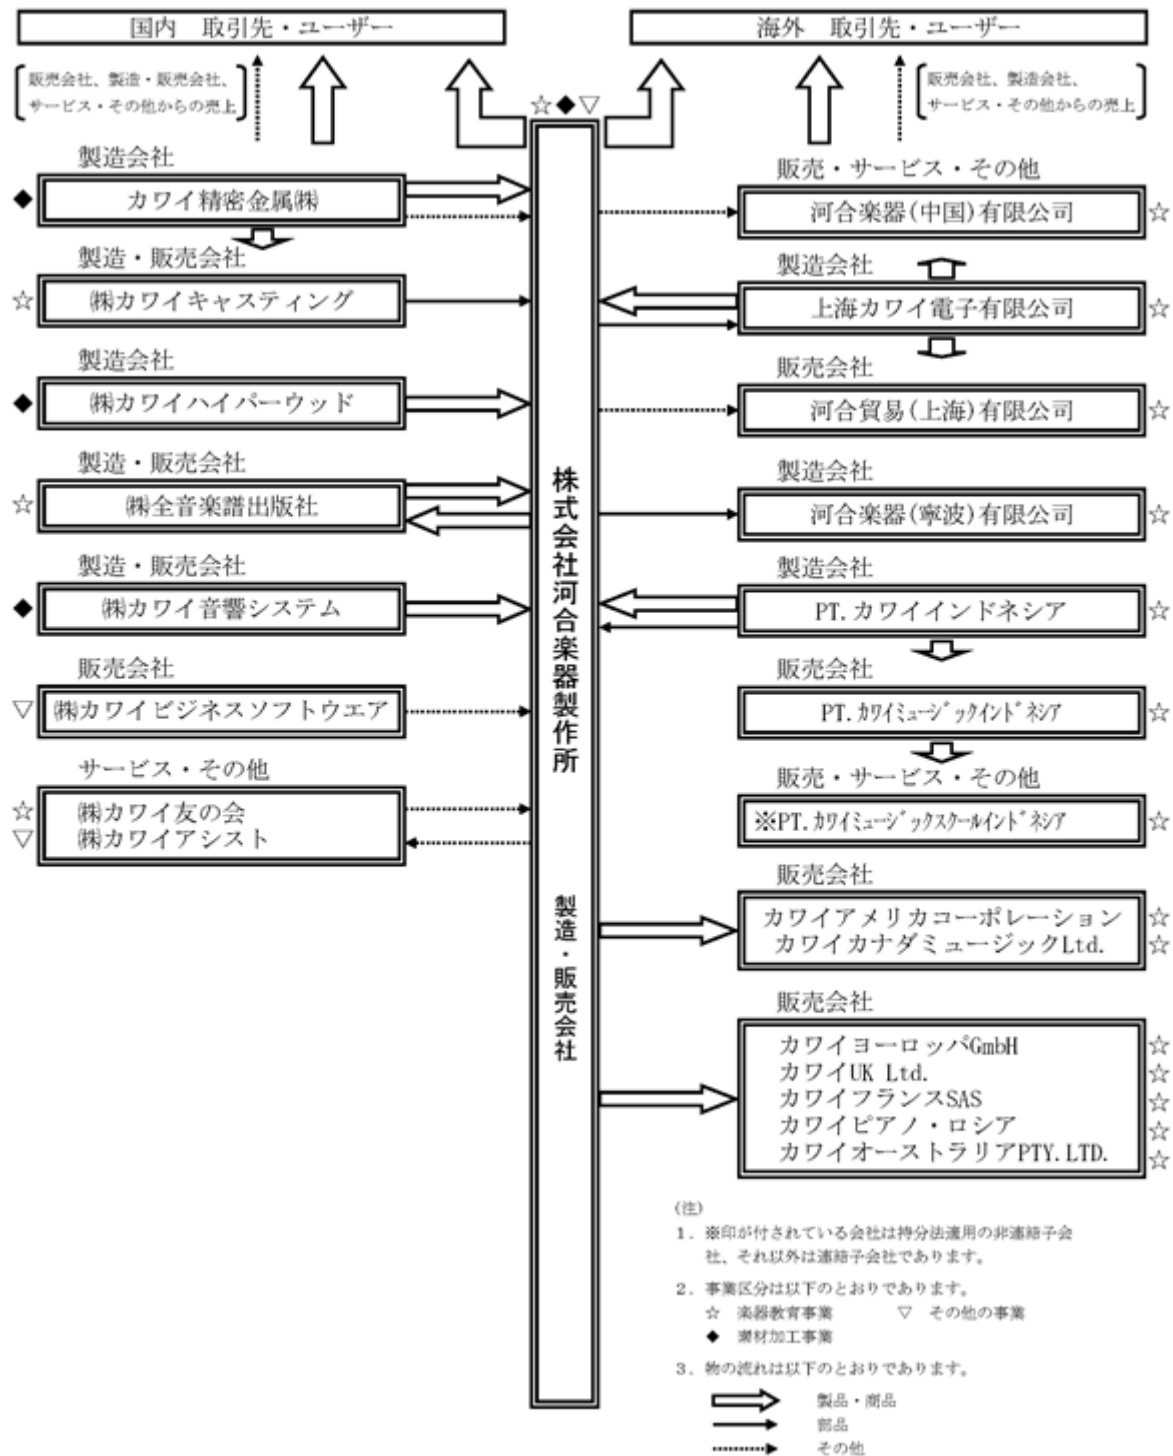 国内　取引先・ユーザー
海外　取引先・ユーザー
販売会社、製造・販売会社、
サービス・その他からの売上
販売会社、製造会社、
サービス・その他からの売上
☆◆▽
製造会社
◆
カワイ精密金属㈱
製造・販売会社
☆
㈱カワイキャスティング
製造会社
◆
㈱カワイハイパーウッド
製造・販売会社
☆
㈱全音楽譜出版社
製造・販売会社
◆
㈱カワイ音響システム
販売会社
▽
㈱カワイビジネスソフトウエア
サービス・その他
☆
㈱カワイ友の会
▽
㈱カワイアシスト
株式会社河合楽器製作所
製造・販売会社
販売・サービス・その他
河合楽器(中国)有限公司
☆
製造会社
上海カワイ電子有限公司
☆
販売会社
河合貿易(上海)有限公司
☆
製造会社
河合楽器(寧波)有限公司
☆
製造会社
PT.カワイインドネシア
☆
販売会社
PT.ｶﾜｲﾐｭｰｼﾞｯｸｲﾝﾄﾞﾈｼｱ
☆
販売・サービス・その他
※PT.ｶﾜｲﾐｭｰｼﾞｯｸｽｸｰﾙｲﾝﾄﾞﾈｼｱ
☆
販売会社
カワイアメリカコーポレーション
☆
カワイカナダミュージックLtd.
☆
販売会社
カワイヨーロッパGmbH
☆
カワイUK Ltd.
☆
カワイフランスSAS
☆
カワイピアノ・ロシア
☆
カワイオーストラリアPTY.LTD.
☆
(注)
1．※印が付されている会社は持分法適用の非連結子会
社、それ以外は連結子会社であります。
2．事業区分は以下のとおりであります。
☆　楽器教育事業　　▽　その他の事業
◆　素材加工事業
3．物の流れは以下のとおりであります。
製品・商品
部品
その他